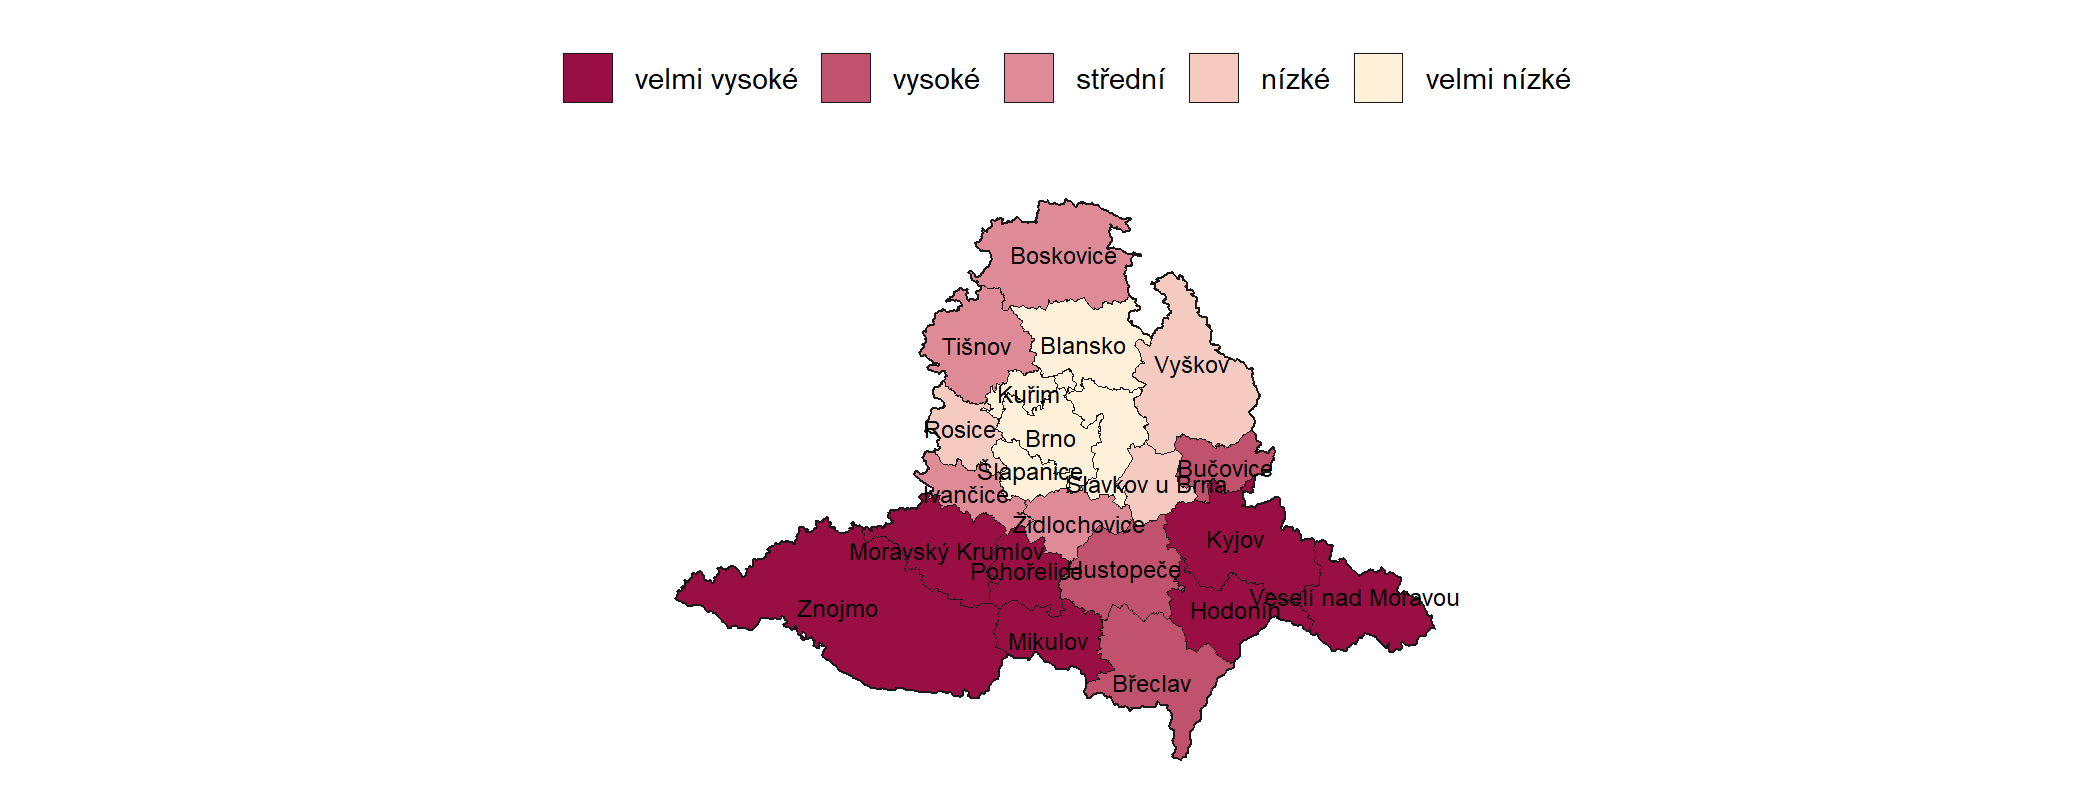 velmi vysoké vysoké střední nízké velmi nízké
Boskovice
Tišnov
Blansko
Vyškov
Kuřim
Rosice
Brno
Šlapanice
Bučovice
Slavkov u Brna
Ivančice
Židlochovice
Kyjov
Moravský Krumlov
Pohořelice
Hustopeče
Veselí nad Moravou
Znojmo
Hodonín
Mikulov
Břeclav